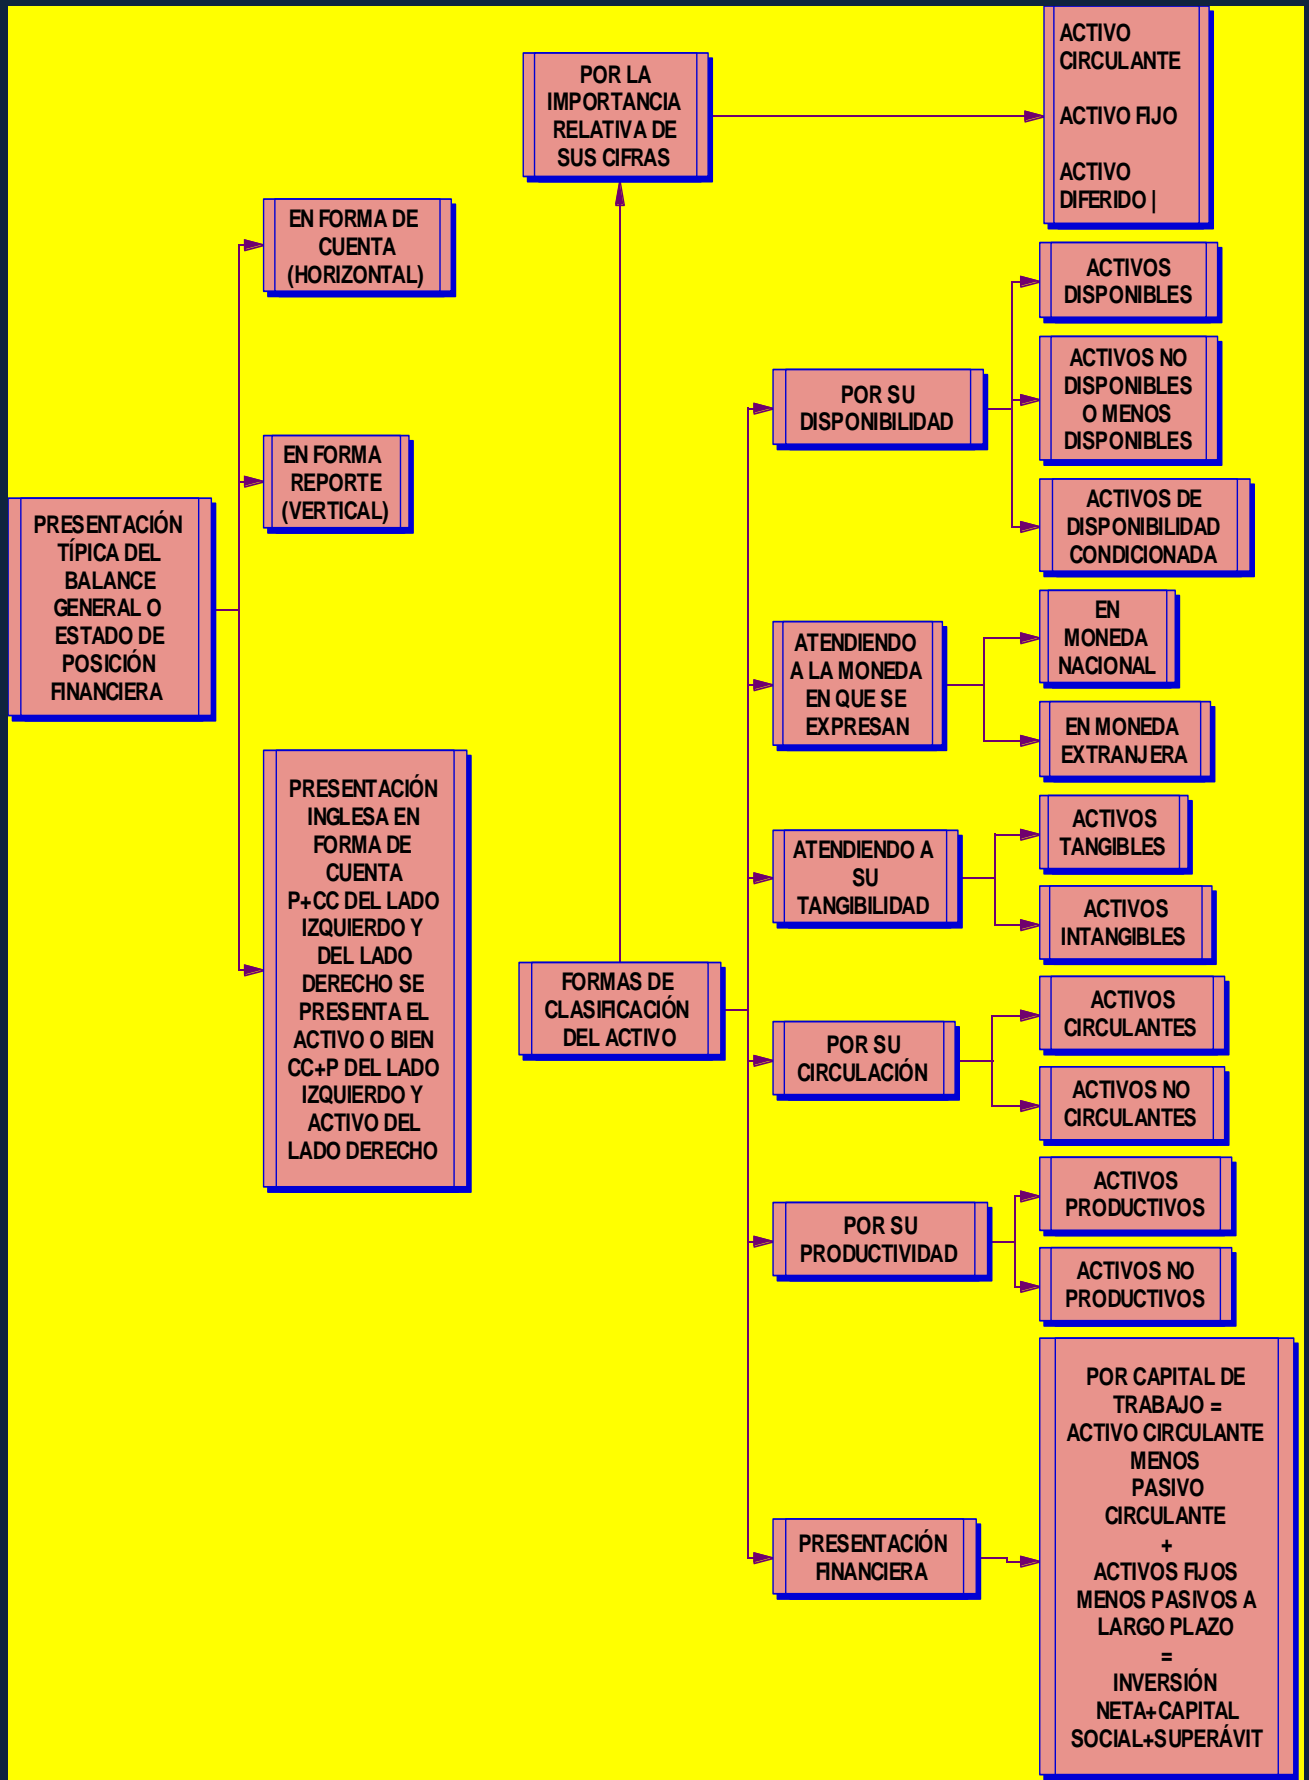 PRESENTACIÓN
TÍPICA DEL
BALANCE
GENERAL O
ESTADO DE
POSICIÓN
FINANCIERA
EN FORMA DE
CUENTA
(HORIZONTAL)
EN FORMA
REPORTE
(VERTICAL)
PRESENTACIÓN
INGLESA EN
FORMA DE
CUENTA
P+CC DEL LADO
IZQUIERDO Y
DEL LADO
DERECHO SE
PRESENTA EL
ACTIVO O BIEN
CC+P DEL LADO
IZQUIERDO Y
ACTIVO DEL
LADO DERECHO
FORMAS DE
CLASIFICACIÓN
DEL ACTIVO
POR LA
IMPORTANCIA
RELATIVA DE
SUS CIFRAS
ACTIVO
CIRCULANTE
ACTIVO FIJO
ACTIVO
DIFERIDO |
POR SU
DISPONIBILIDAD
ACTIVOS
DISPONIBLES
ACTIVOS NO
DISPONIBLES
O MENOS
DISPONIBLES
ACTIVOS DE
DISPONIBILIDAD
CONDICIONADA
ATENDIENDO
A LA MONEDA
EN QUE SE
EXPRESAN
EN
MONEDA
NACIONAL
EN MONEDA
EXTRANJERA
ATENDIENDO A
SU
TANGIBILIDAD
ACTIVOS
TANGIBLES
ACTIVOS
INTANGIBLES
POR SU
CIRCULACIÓN
ACTIVOS
CIRCULANTES
ACTIVOS NO
CIRCULANTES
POR SU
PRODUCTIVIDAD
ACTIVOS
PRODUCTIVOS
ACTIVOS NO
PRODUCTIVOS
PRESENTACIÓN
FINANCIERA
POR CAPITAL DE
TRABAJO =
ACTIVO CIRCULANTE
MENOS
PASIVO
CIRCULANTE
+
ACTIVOS FIJOS
MENOS PASIVOS A
LARGO PLAZO
=
INVERSIÓN
NETA+CAPITAL
SOCIAL+SUPERÁVIT